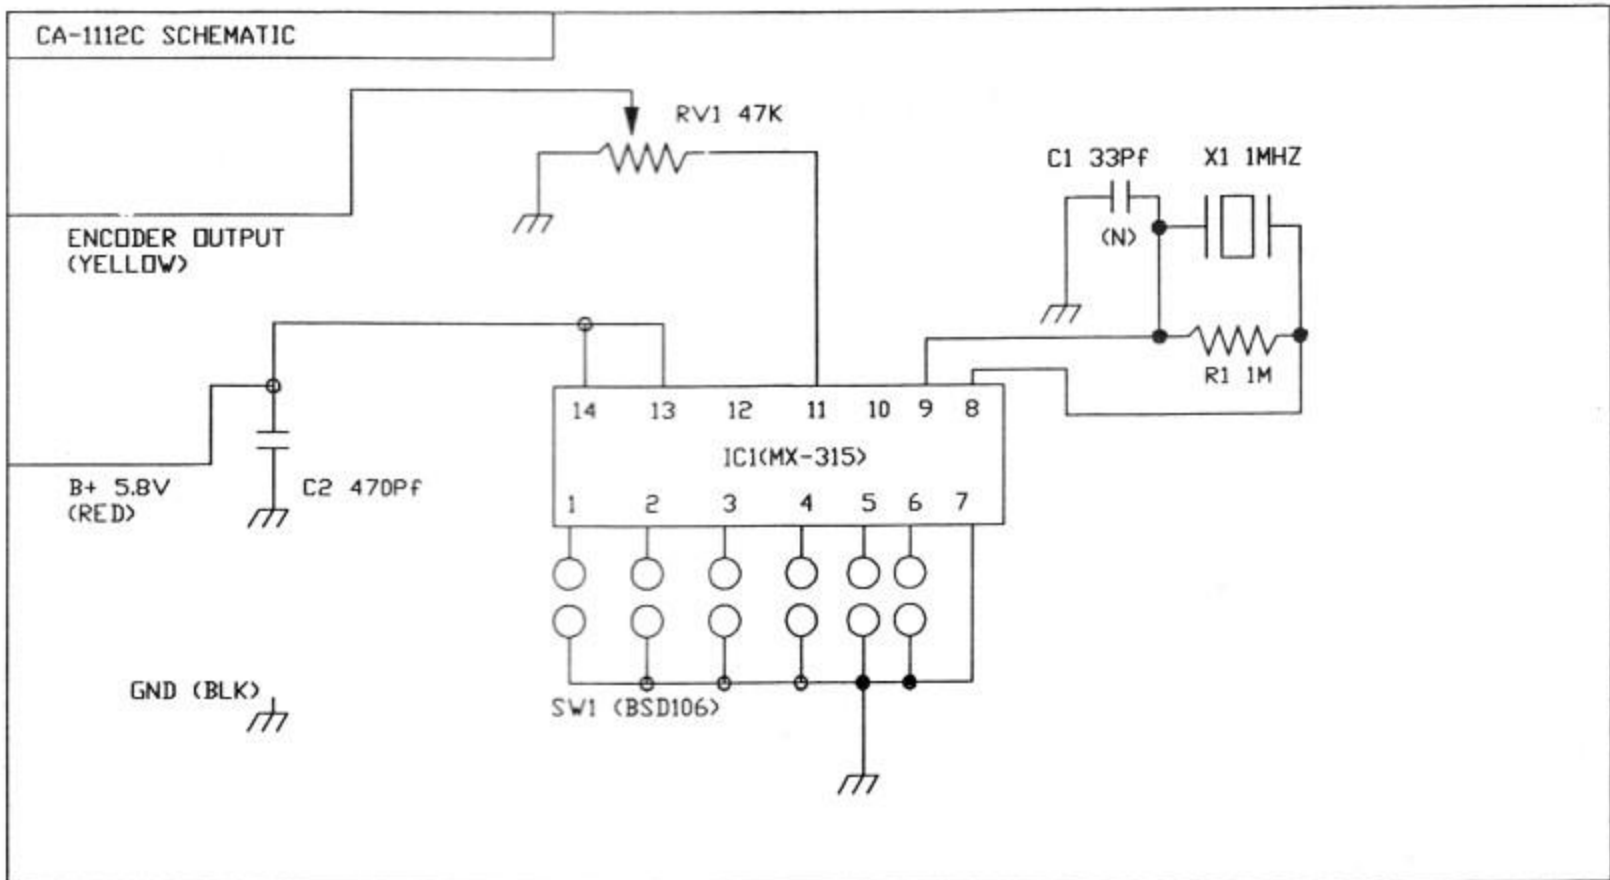 CA-1112C SCHEMATIC
RV1 47K
C1 33Pf
X1 1MHZ
(N)
ENCODER OUTPUT
(YELLOW)
R1 1M
14 13 12 11 10 9 8
IC1(MX-315)
B+ 5.8V
(RED)
C2 470Pf
1 2 3 4 5 6 7
GND (BLK)
SW1 (BSD106)